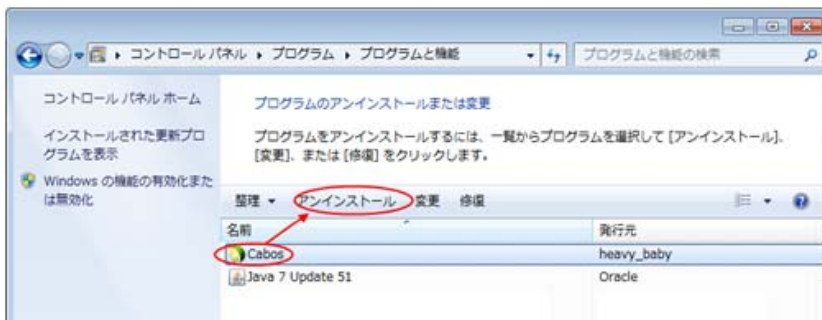 コントロール パネル ▸ プログラム ▸ プログラムと機能
プログラムと機能の検索
コントロール パネル ホーム
インストールされた更新プロ
グラムを表示
Windows の機能の有効化また
は無効化
プログラムのアンインストールまたは変更
プログラムをアンインストールするには、一覧からプログラムを選択して [アンインストール]、
[変更]、または [修復] をクリックします。
整理 ▼ アンインストール 変更 修復
名前 発行元
Cabos heavy_baby
Java 7 Update 51 Oracle